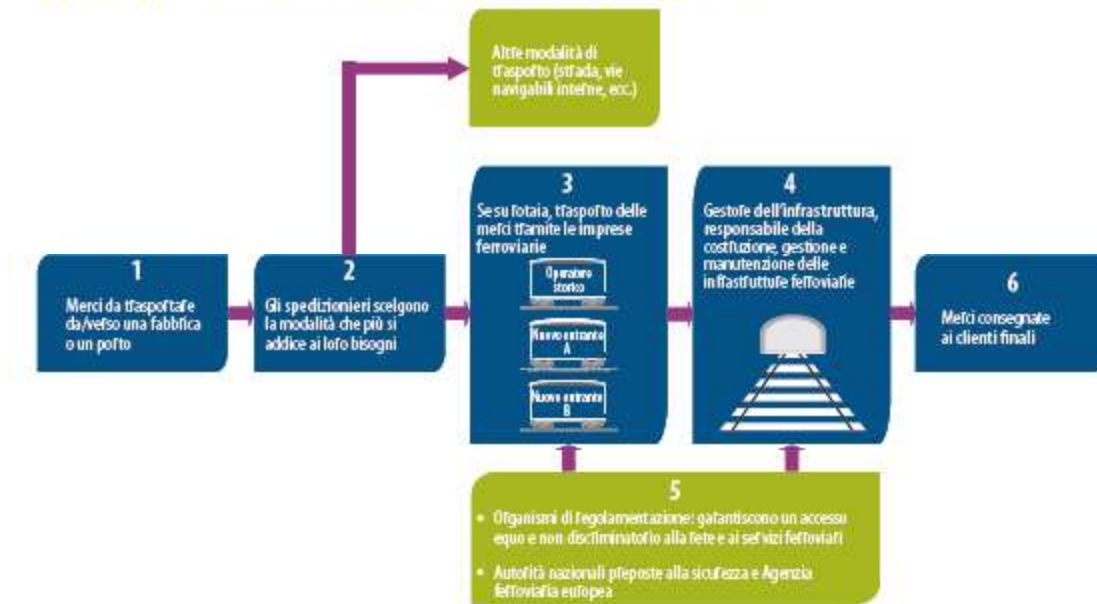 Altre modalità di
trasporto (strada, vie
navigabili interne, ecc.)
1
Merci da trasportare
da/verso una fabbrica
o un porto
2
Gli spedizionieri scelgono
la modalità che più si
addice ai loro bisogni
3
Se su rotaia, trasporto delle
merci tramite le imprese
ferroviarie
Operatore
storico
Nuovo entrante
A
Nuovo entrante
B
4
Gestore dell'infrastruttura,
responsabile della
costruzione, gestione e
manutenzione delle
infrastrutture ferroviarie
5
• Organismi di regolamentazione: garantiscono un accesso
equo e non discriminatorio alla rete e ai servizi ferroviari
• Autorità nazionali preposte alla sicurezza e Agenzia
ferroviaria europea
6
Merci consegnate
ai clienti finali